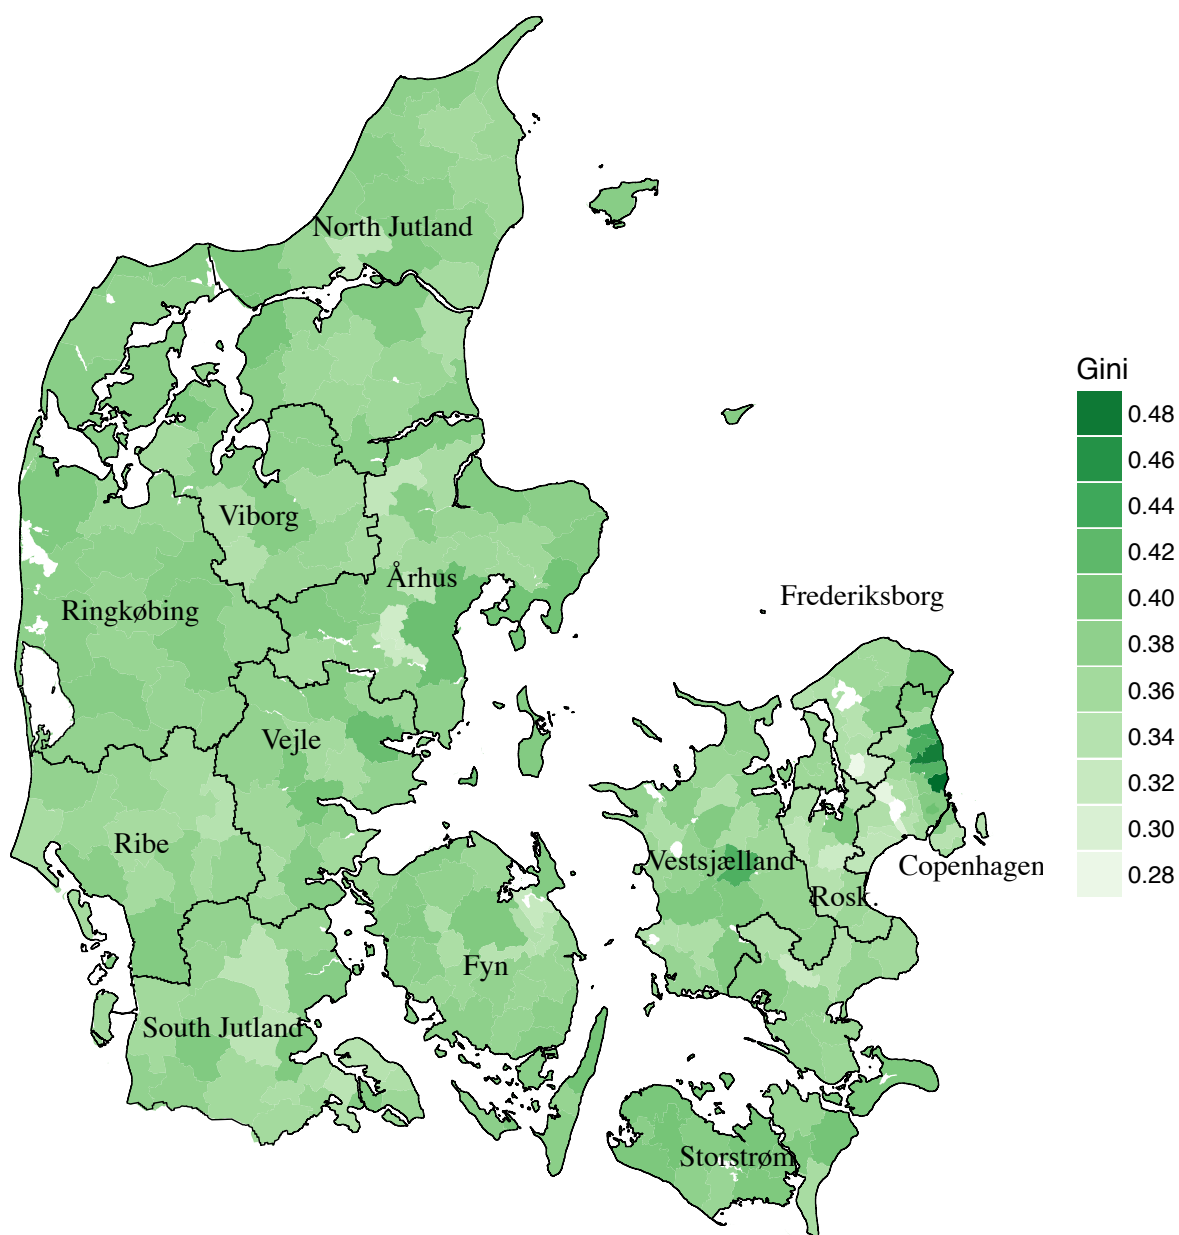 North Jutland
Gini
0.48
0.46
0.44
0.42
0.40
0.38
0.36
0.34
0.32
0.30
0.28
Viborg
Århus
Frederiksborg
Ringkøbing
Vejle
Ribe
Vestsjælland
Copenhagen
Rosk.
Fyn
South Jutland
Storstrøm